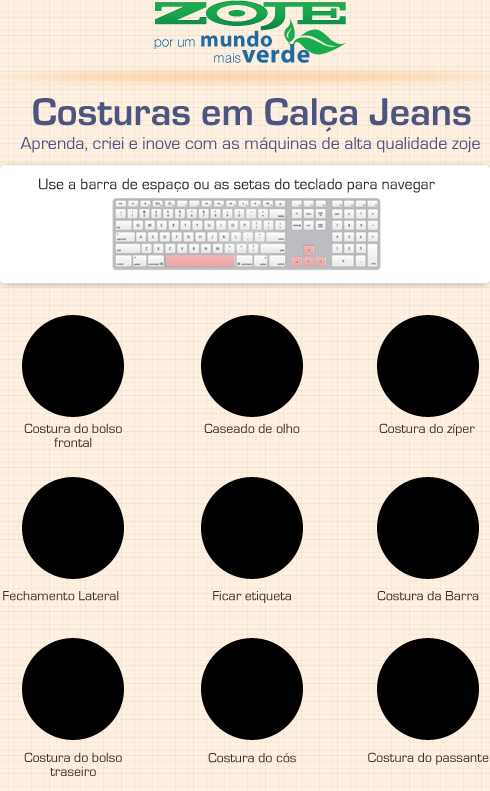 ZOJE
por um mundo
mais verde
Costuras em Calça Jeans
Aprenda, criei e inove com as máquinas de alta qualidade zoje
Use a barra de espaço ou as setas do teclado para navegar
Costura do bolso
frontal
Caseado de olho
Costura do zíper
Fechamento Lateral
Ficar etiqueta
Costura da Barra
Costura do bolso
traseiro
Costura do cós
Costura do passante